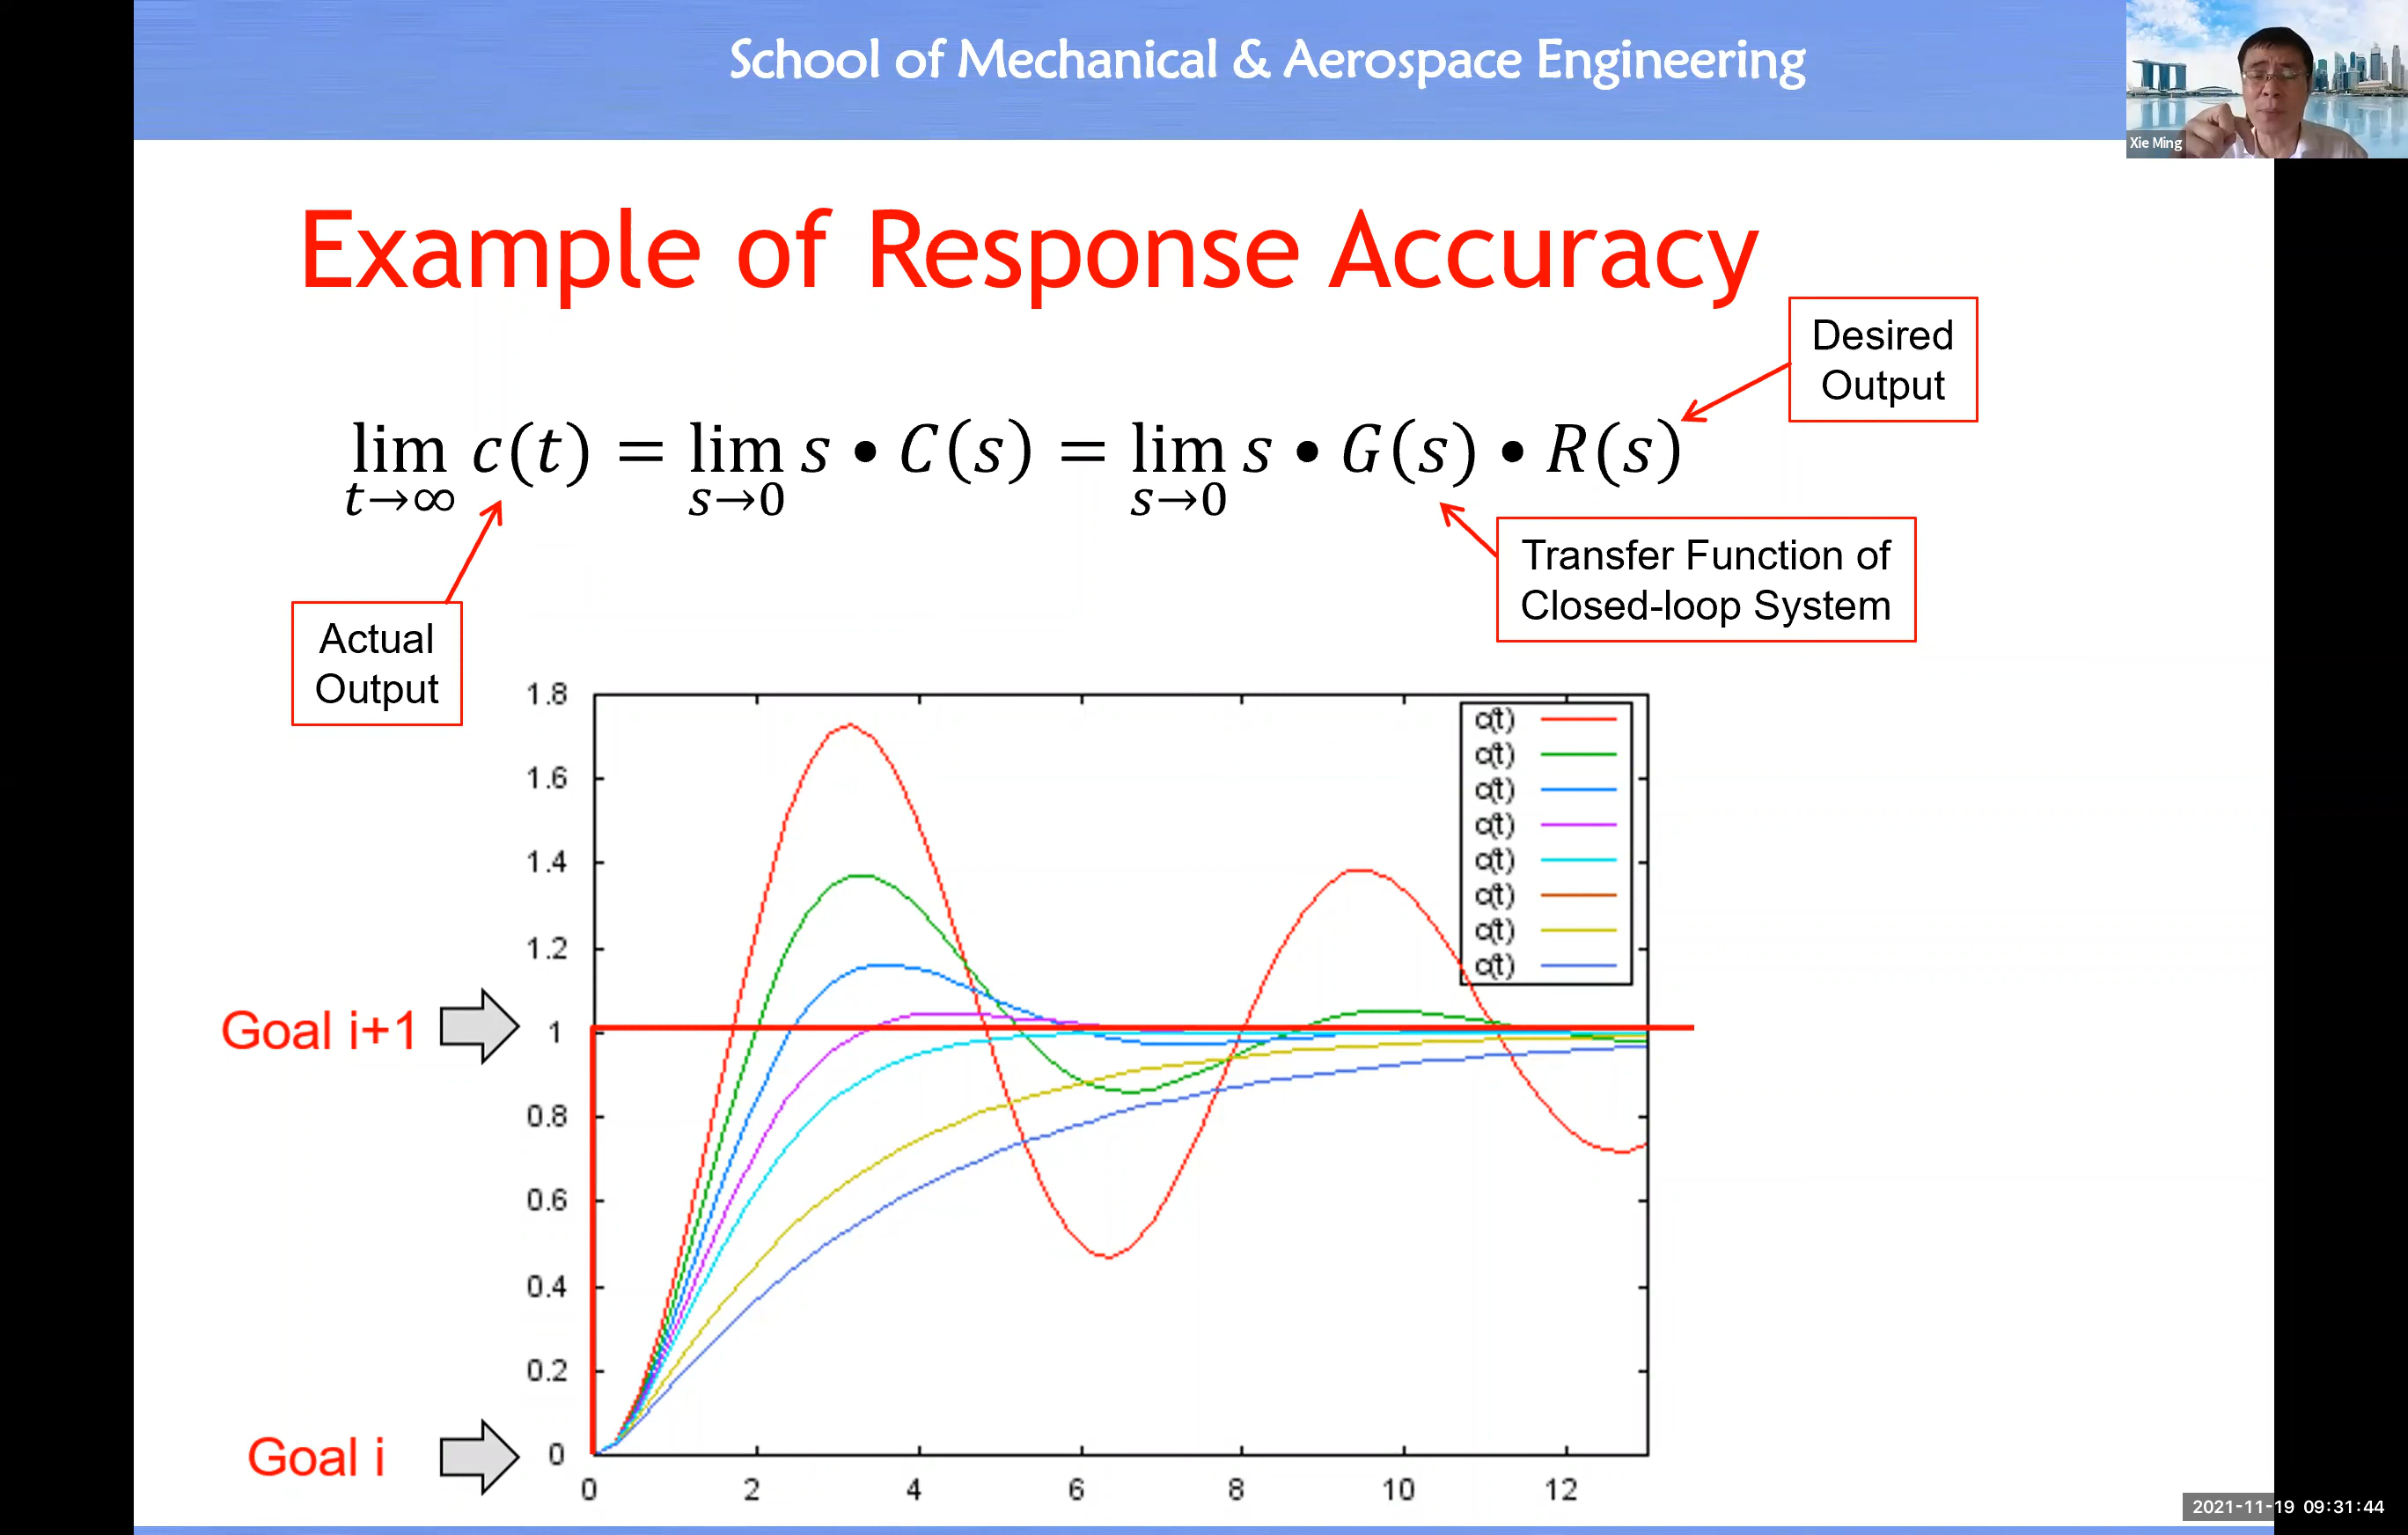 School of Mechanical & Aerospace Engineering
Xie Ming
Example of Response Accuracy
Desired
Output
lim c(t) = lim s • C(s) = lim s • G(s) • R(s)
t→∞ s→0 s→0
Transfer Function of
Closed-loop System
Actual
Output
1.8
1.6
1.4
1.2
1
0.8
0.6
0.4
0.2
0
c(t)
c(t)
c(t)
c(t)
c(t)
c(t)
c(t)
c(t)
Goal i+1
Goal i
0 2 4 6 8 10 12
2021-11-19 09:31:44